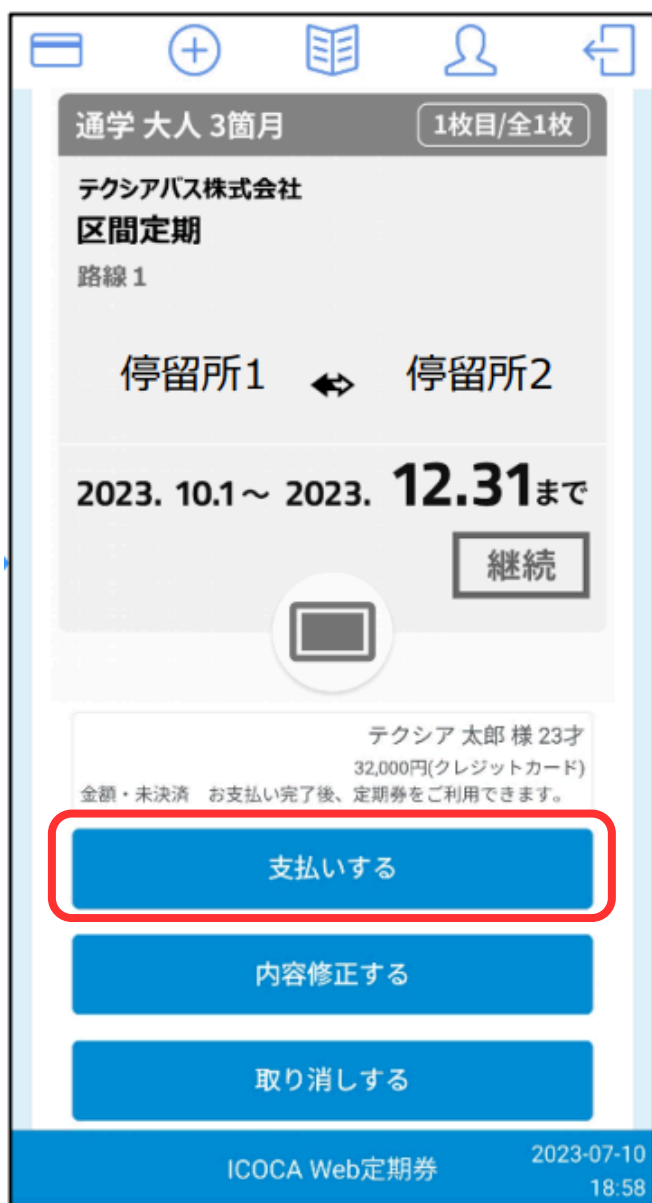 通学 大人 3箇月 1枚目/全1枚
テクシアバス株式会社
区間定期
路線1
停留所1 停留所2
2023. 10.1～ 2023. 12.31まで
継続
テクシア 太郎 様 23才
32,000円(クレジットカード)
金額・未決済 お支払い完了後、定期券をご利用できます。
支払いする
内容修正する
取り消しする
ICOCA Web定期券 2023-07-10
18:58